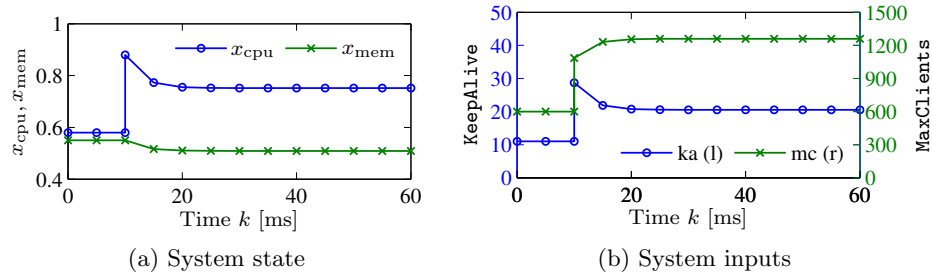 1
0.8
0.6
0.4
x_cpu, x_mem
x_cpu
x_mem
0 20 40 60
Time k [ms]
(a) System state
50
40
30
20
10
0
KeepAlive
1500
1200
900
600
300
0
MaxClients
ka (l)
mc (r)
0 20 40 60
Time k [ms]
(b) System inputs